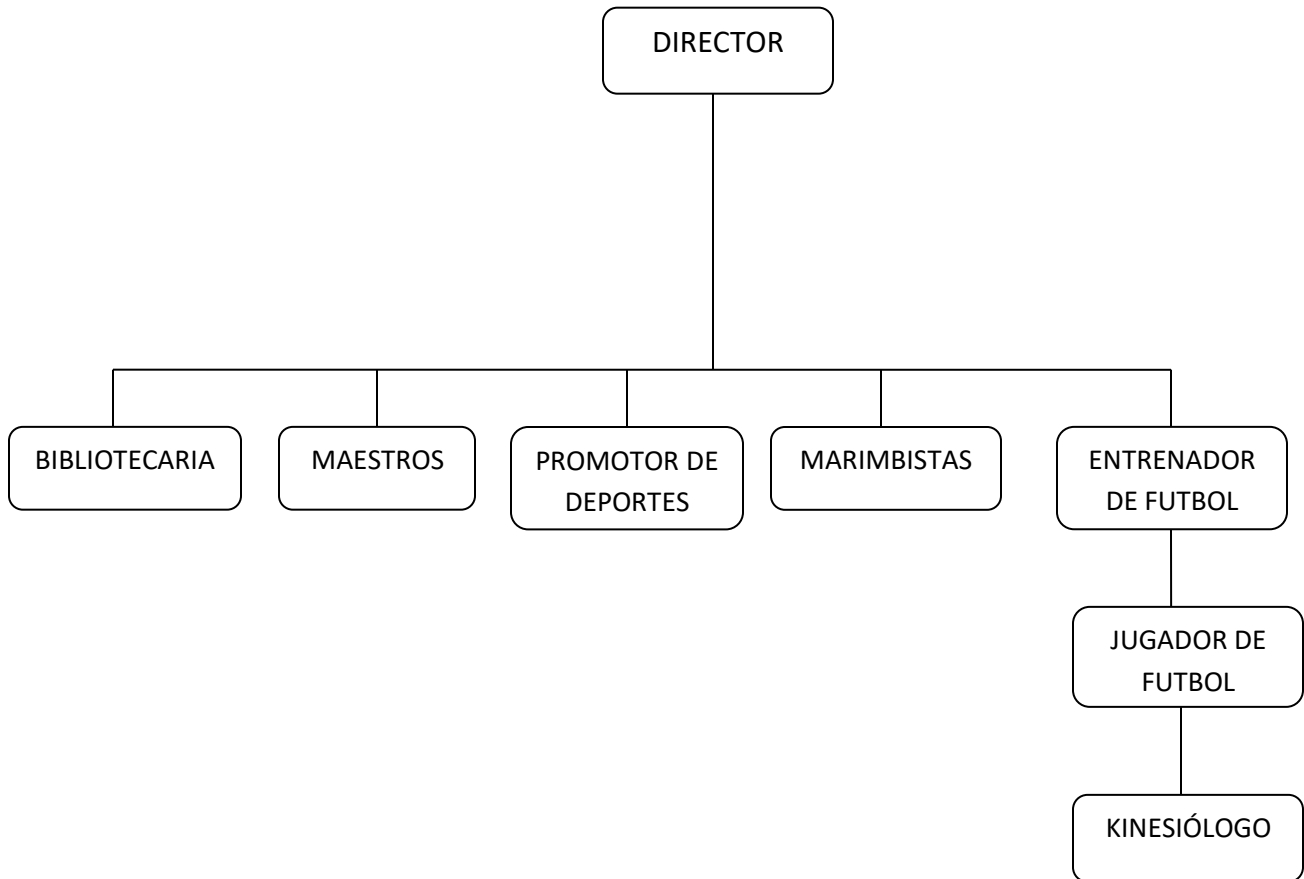 DIRECTOR
BIBLIOTECARIA
MAESTROS
PROMOTOR DE
DEPORTES
MARIMBISTAS
ENTRENADOR
DE FUTBOL
JUGADOR DE
FUTBOL
KINESIÓLOGO